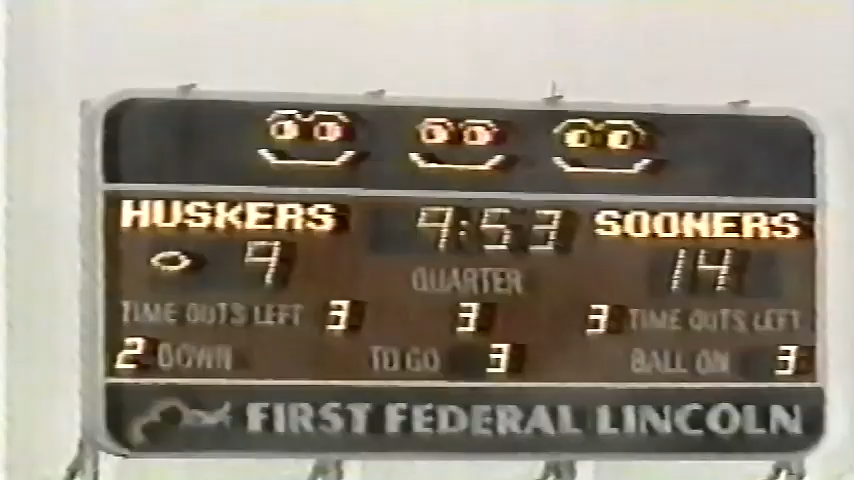 HUSKERS 9:53 SOONERS
9 QUARTER 14
TIME OUTS LEFT 3 3 3 TIME OUTS LEFT
2 DOWN TO GO 3 BALL ON 3
FIRST FEDERAL LINCOLN